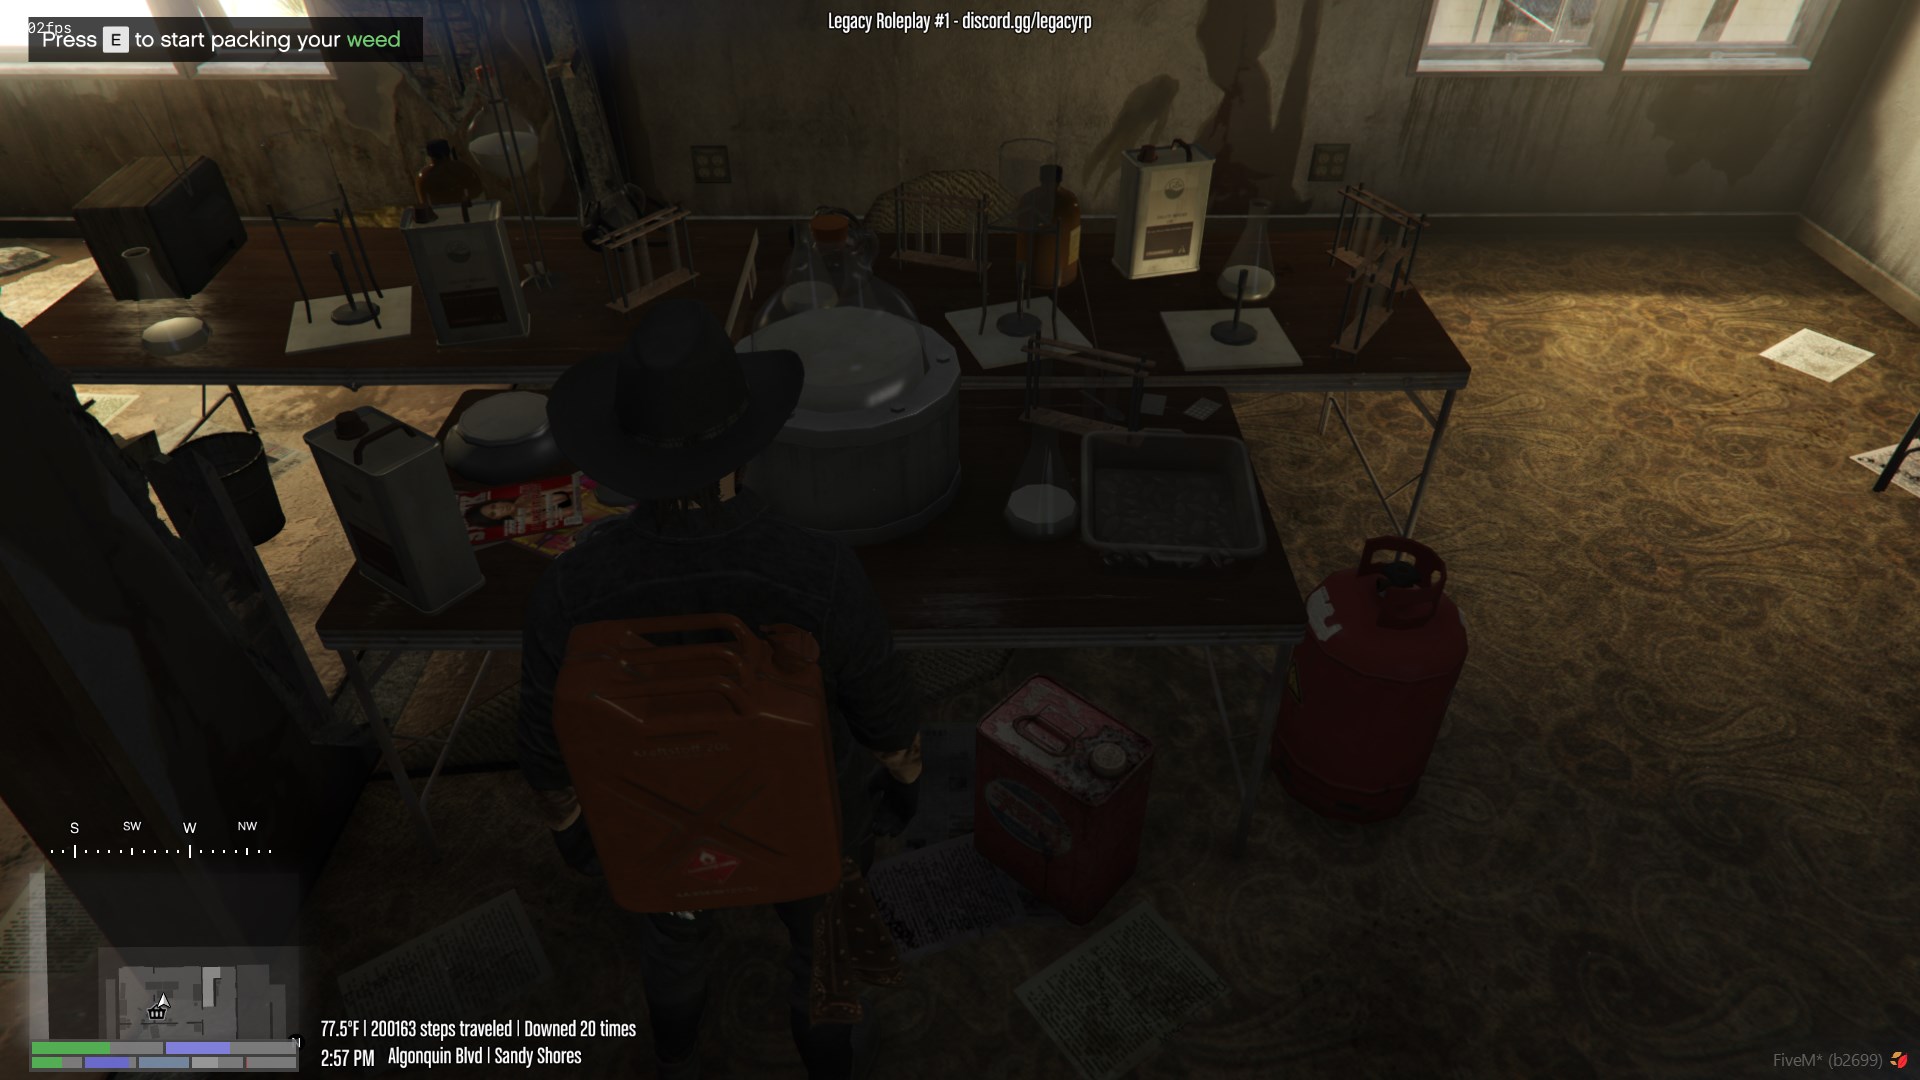 02fps
Press E to start packing your weed
Legacy Roleplay #1 - discord.gg/legacyrp
S SW W NW
N
77.5°F | 200163 steps traveled | Downed 20 times
2:57 PM Algonquin Blvd | Sandy Shores
FiveM* (b2699)